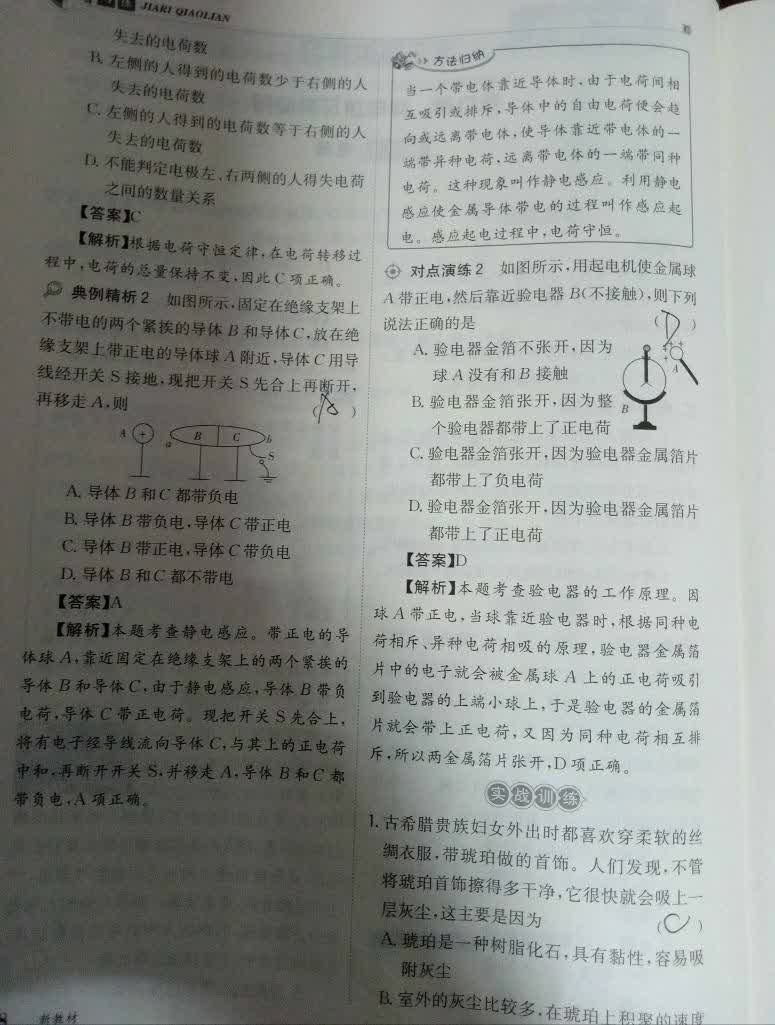 练 JIARI QIAOLIAN
失去的电荷数
B. 左侧的人得到的电荷数少于右侧的人
失去的电荷数
C. 左侧的人得到的电荷数等于右侧的人
失去的电荷数
D. 不能判定电极左、右两侧的人得失电荷
之间的数量关系
【答案】C
【解析】根据电荷守恒定律,在电荷转移过
程中,电荷的总量保持不变,因此C项正确。
典例精析2 如图所示,固定在绝缘支架上
不带电的两个紧挨的导体B和导体C,放在绝
缘支架上带正电的导体球A附近,导体C用导
线经开关S接地,现把开关S先合上再断开,
再移走A,则 (A)
A + a B C b
S
A. 导体B和C都带负电
B. 导体B带负电,导体C带正电
C. 导体B带正电,导体C带负电
D. 导体B和C都不带电
【答案】A
【解析】本题考查静电感应。带正电的导
体球A,靠近固定在绝缘支架上的两个紧挨的
导体B和导体C,由于静电感应,导体B带负
电荷,导体C带正电荷。现把开关S先合上,
将有电子经导线流向导体C,与其上的正电荷
中和,再断开开关S,并移走A,导体B和C都
带负电,A项正确。
新教材
方法归纳
当一个带电体靠近导体时,由于电荷间相
互吸引或排斥,导体中的自由电荷便会趋
向或远离带电体,使导体靠近带电体的一
端带异种电荷,远离带电体的一端带同种
电荷。这种现象叫作静电感应。利用静电
感应使金属导体带电的过程叫作感应起
电。感应起电过程中,电荷守恒。
对点演练2 如图所示,用起电机使金属球
A带正电,然后靠近验电器B(不接触),则下列
说法正确的是 (D)
A. 验电器金箔不张开,因为
球A没有和B接触
B. 验电器金箔张开,因为整
个验电器都带上了正电荷
A
B
C. 验电器金箔张开,因为验电器金属箔片
都带上了负电荷
D. 验电器金箔张开,因为验电器金属箔片
都带上了正电荷
【答案】D
【解析】本题考查验电器的工作原理。因
球A带正电,当球靠近验电器时,根据同种电
荷相斥、异种电荷相吸的原理,验电器金属箔
片中的电子就会被金属球A上的正电荷吸引
到验电器的上端小球上,于是验电器的金属箔
片就会带上正电荷,又因为同种电荷相互排
斥,所以两金属箔片张开,D项正确。
实战训练
1. 古希腊贵族妇女外出时都喜欢穿柔软的丝
绸衣服,带琥珀做的首饰。人们发现,不管
将琥珀首饰擦得多干净,它很快就会吸上一
层灰尘,这主要是因为 (C)
A. 琥珀是一种树脂化石,具有黏性,容易吸
附灰尘
B. 室外的灰尘比较多,在琥珀上积聚的速度